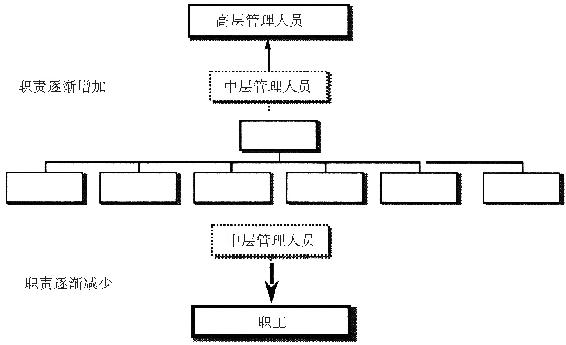 高层管理人员
职责逐渐增加
中层管理人员
中层管理人员
职责逐渐减少
职工